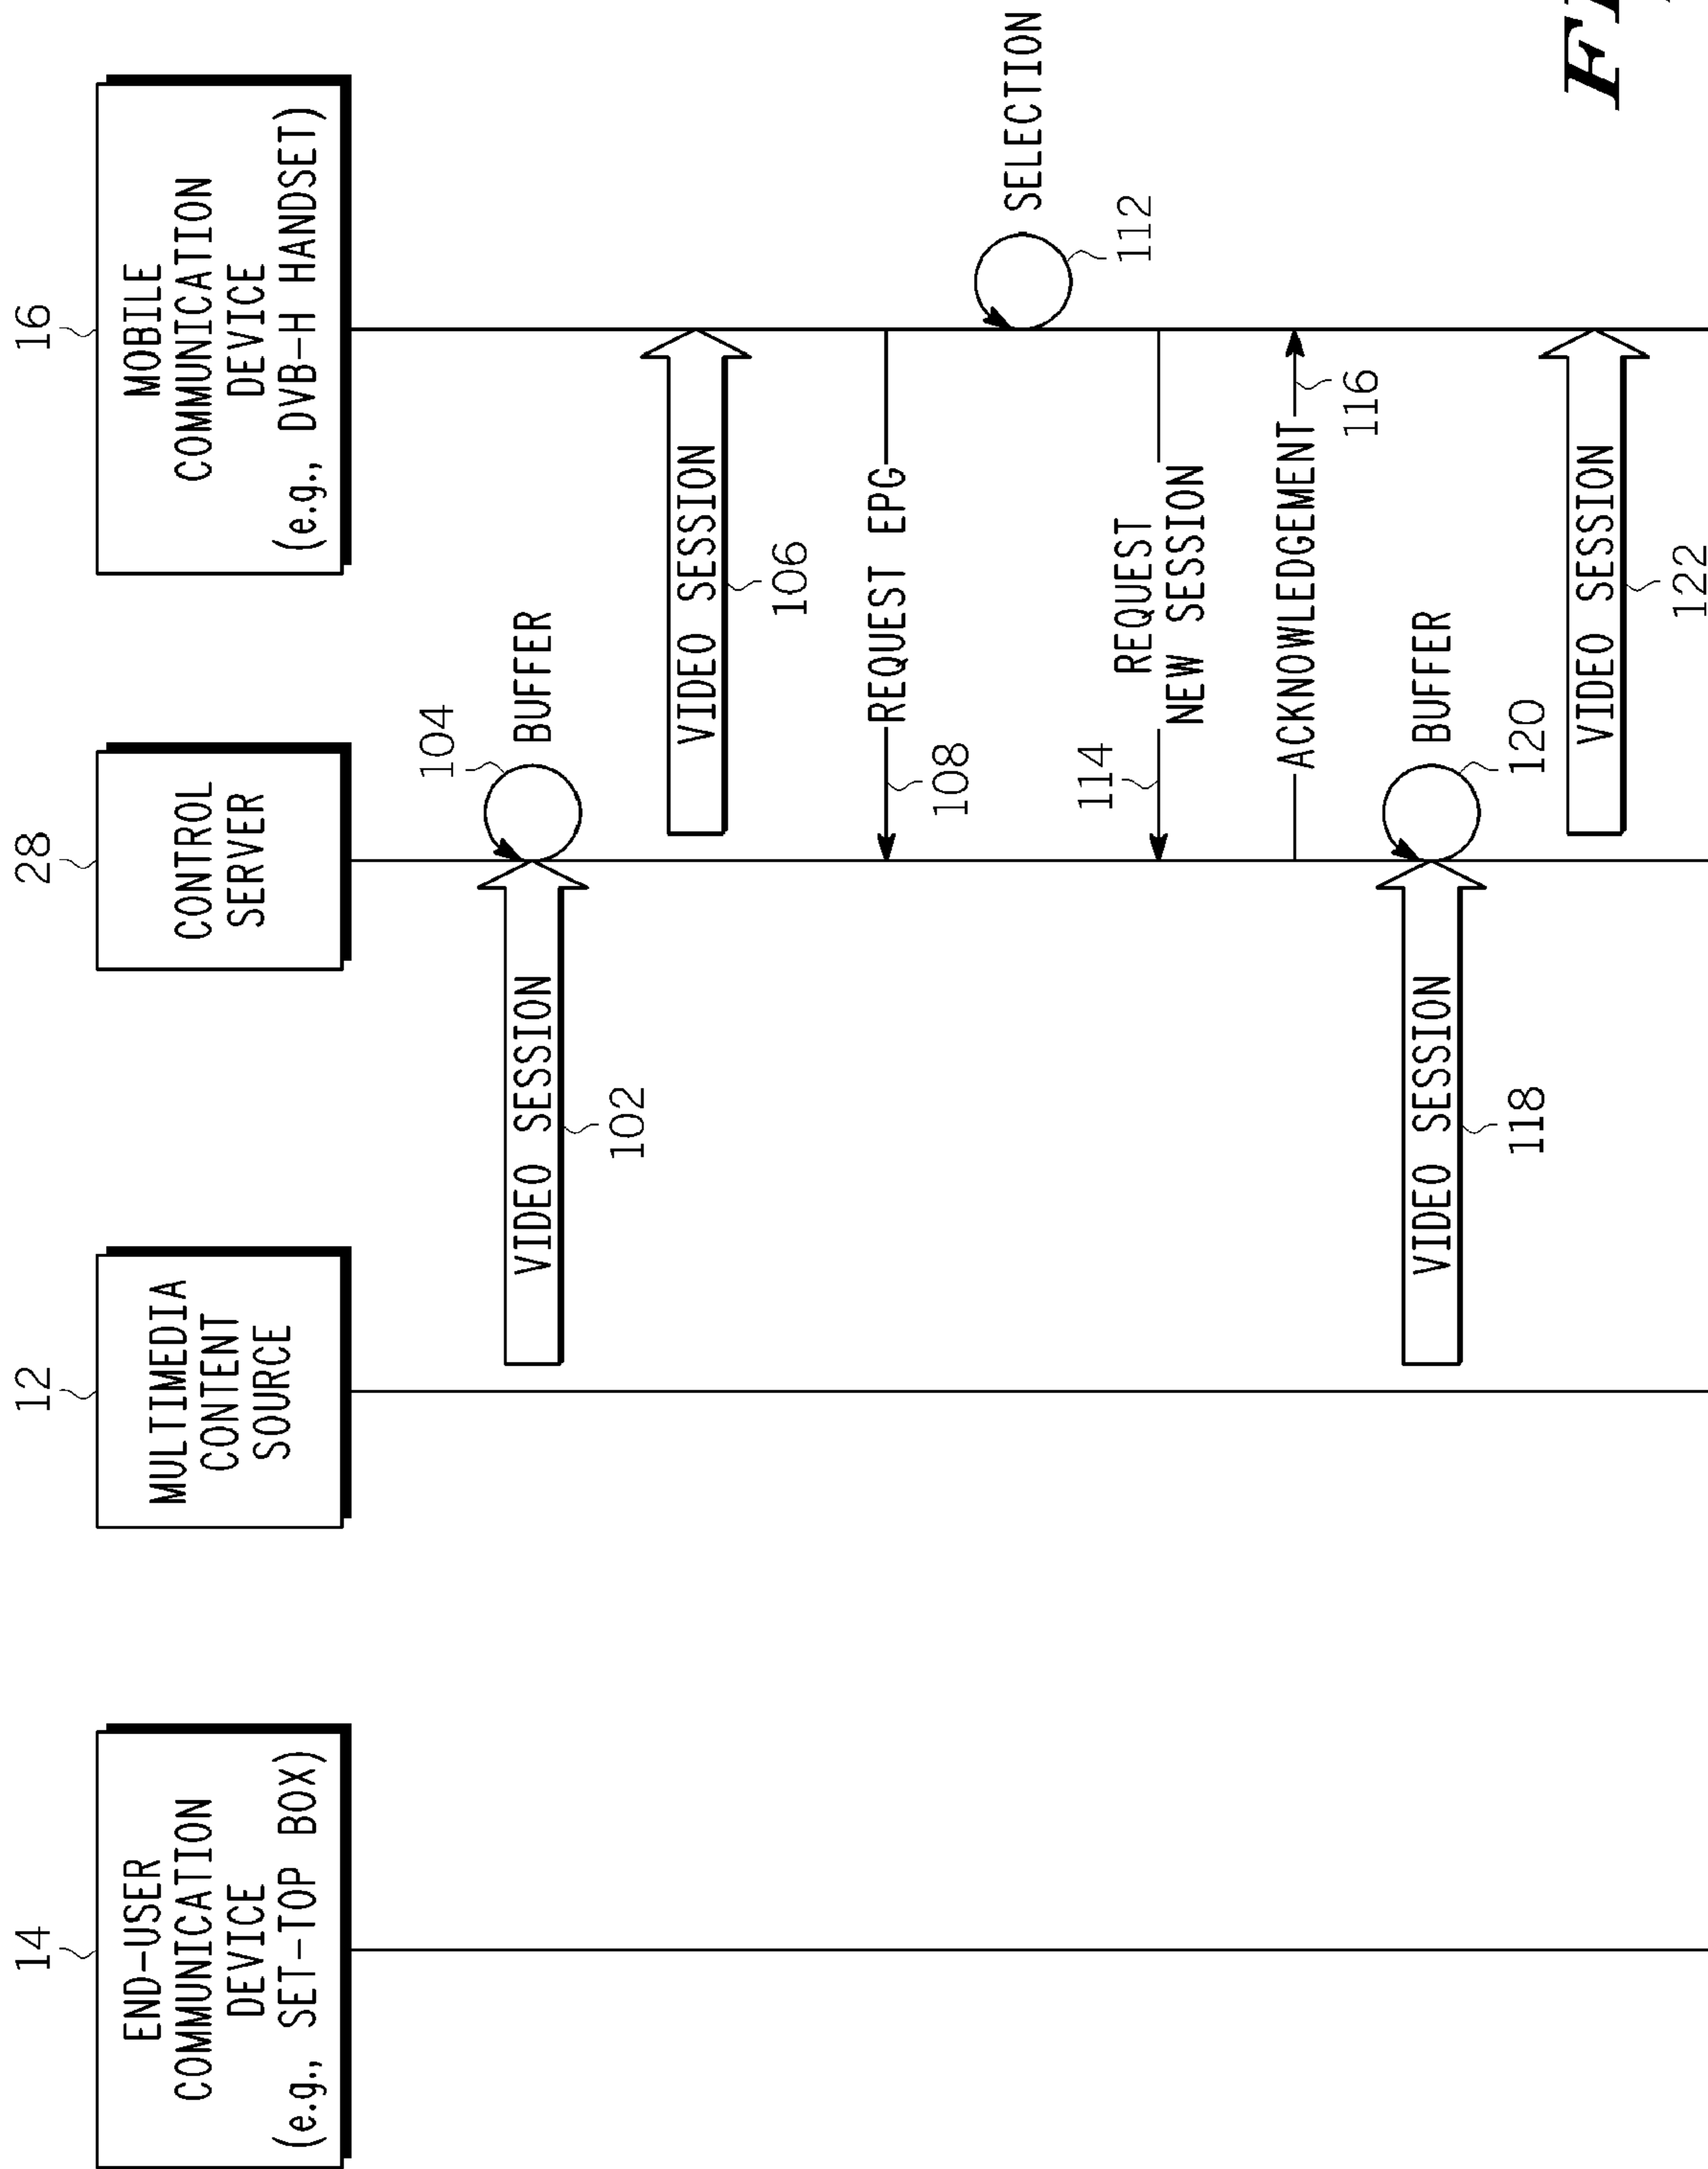 14
END-USER
COMMUNICATION
DEVICE
(e.g., SET-TOP BOX)
12
MULTIMEDIA
CONTENT
SOURCE
28
CONTROL
SERVER
16
MOBILE
COMMUNICATION
DEVICE
(e.g., DVB-H HANDSET)
104
BUFFER
VIDEO SESSION
102
VIDEO SESSION
106
REQUEST EPG
108
SELECTION
112
114
REQUEST
NEW SESSION
ACKNOWLEDGEMENT
116
BUFFER
120
VIDEO SESSION
118
VIDEO SESSION
122